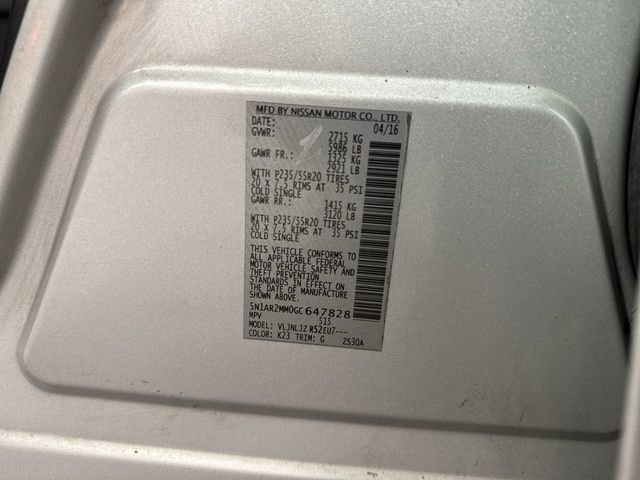 MFD BY NISSAN MOTOR CO., LTD.
DATE: 04/16
GVWR: 2715 KG
5986 LB
GAWR FR.: 1325 KG
2921 LB
WITH P235/55R20 TIRES
20 X 7.5 RIMS AT 35 PSI
COLD SINGLE
GAWR RR.: 1415 KG
3120 LB
WITH P235/55R20 TIRES
20 X 7.5 RIMS AT 35 PSI
COLD SINGLE
THIS VEHICLE CONFORMS TO
ALL APPLICABLE FEDERAL
MOTOR VEHICLE SAFETY AND
THEFT PREVENTION
STANDARDS IN EFFECT ON
THE DATE OF MANUFACTURE
SHOWN ABOVE.
5N1AR2MM0GC647828
MPV 515
MODEL: VLJNLJZ R52EU7---
COLOR: K23 TRIM: G ZS30A